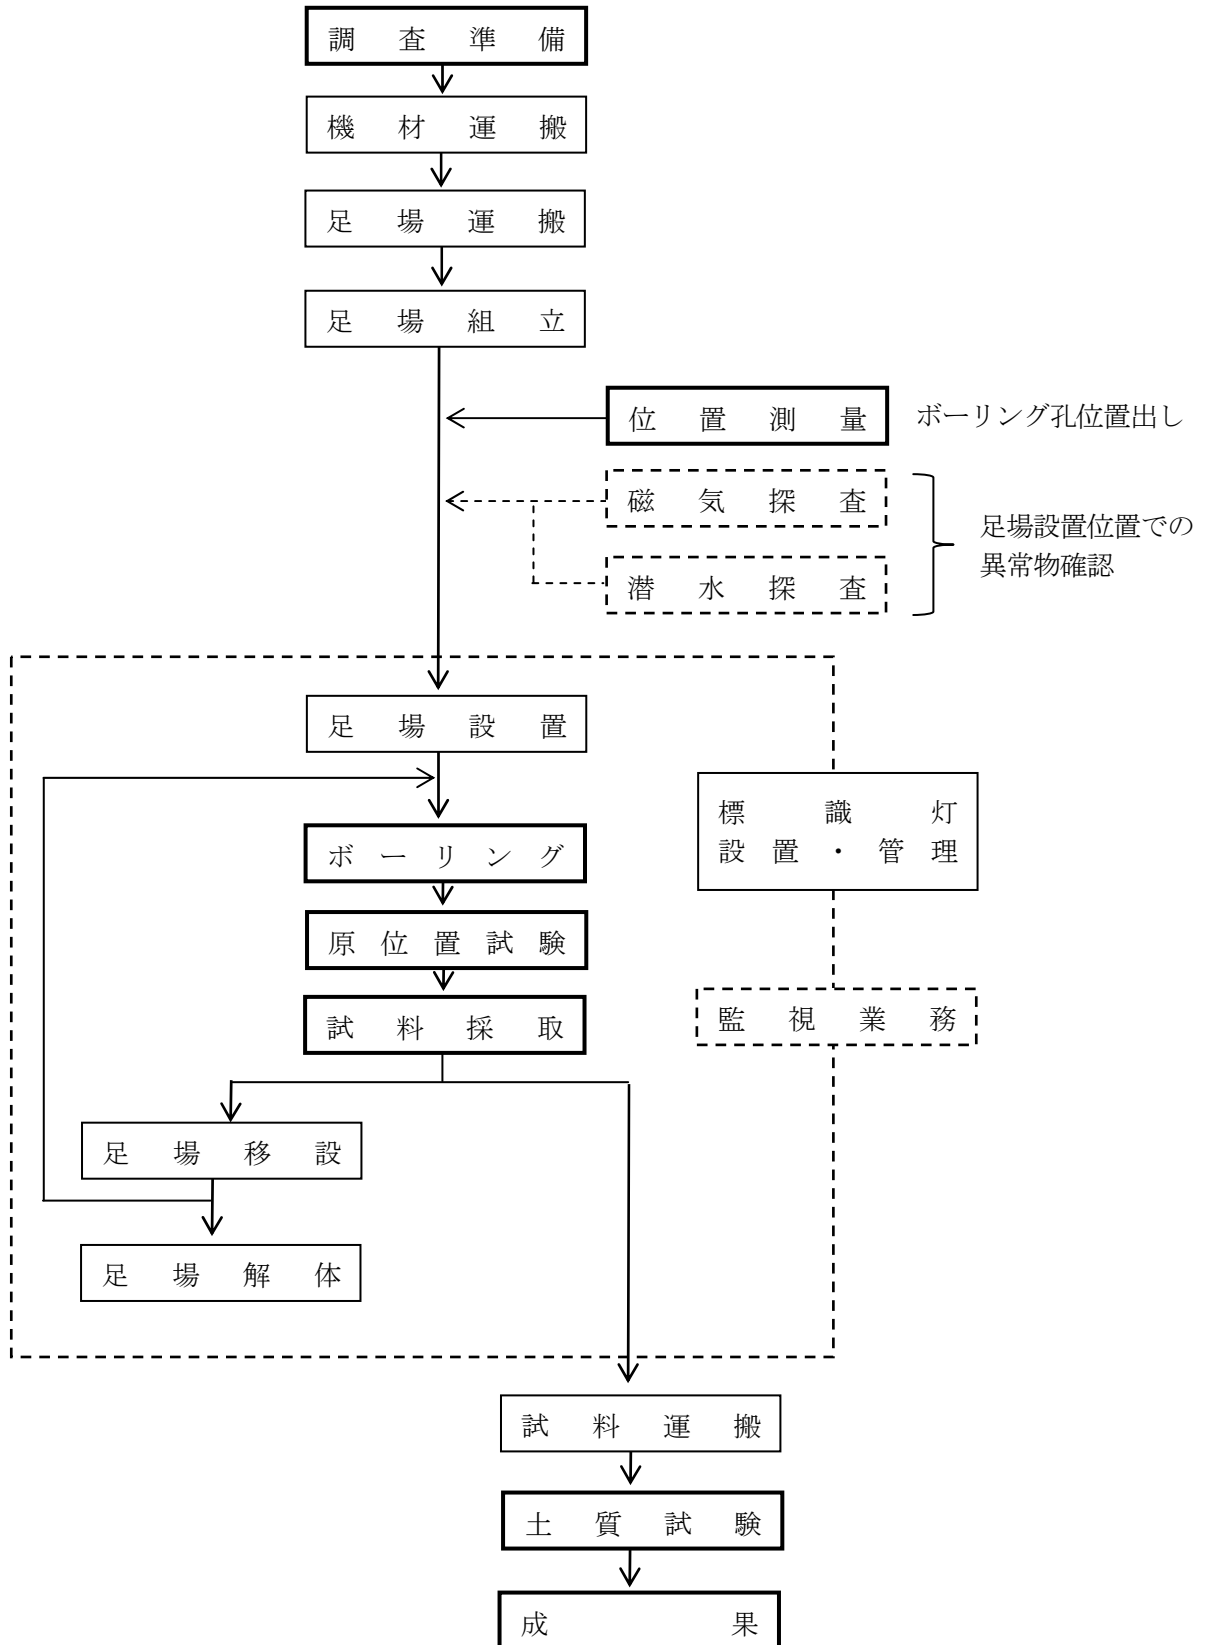 調査準備
機材運搬
足場運搬
足場組立
位置測量
ボーリング孔位置出し
磁気探査
潜水探査
足場設置位置での
異常物確認
足場設置
標識灯
設置・管理
ボーリング
原位置試験
試料採取
監視業務
足場移設
足場解体
試料運搬
土質試験
成果